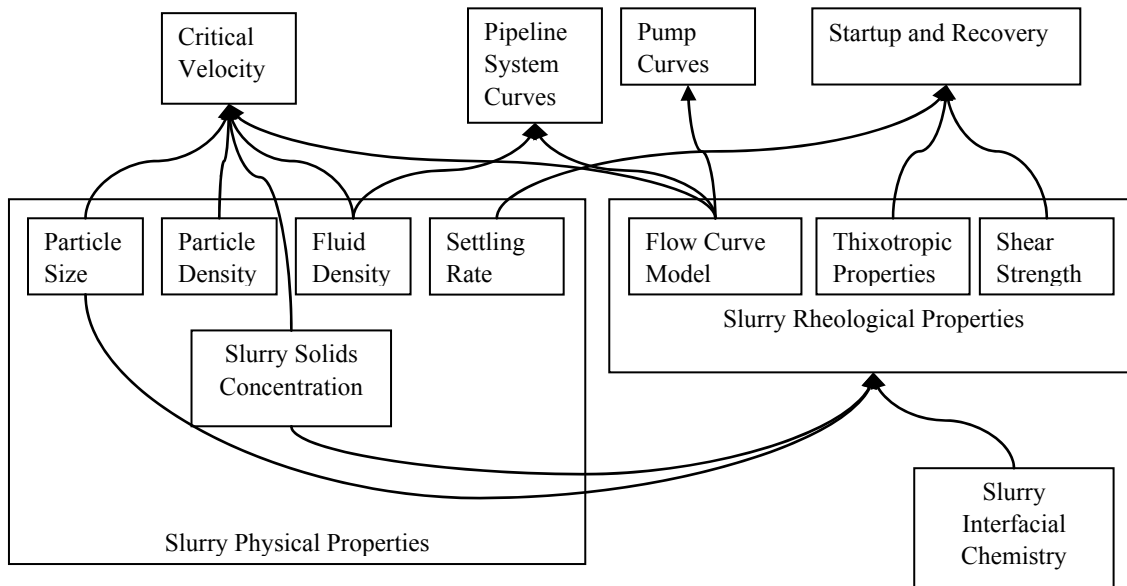 Critical
Velocity
Pipeline
System
Curves
Pump
Curves
Startup and Recovery
Particle
Size
Particle
Density
Fluid
Density
Settling
Rate
Flow Curve
Model
Thixotropic
Properties
Shear
Strength
Slurry Rheological Properties
Slurry Solids
Concentration
Slurry Physical Properties
Slurry
Interfacial
Chemistry